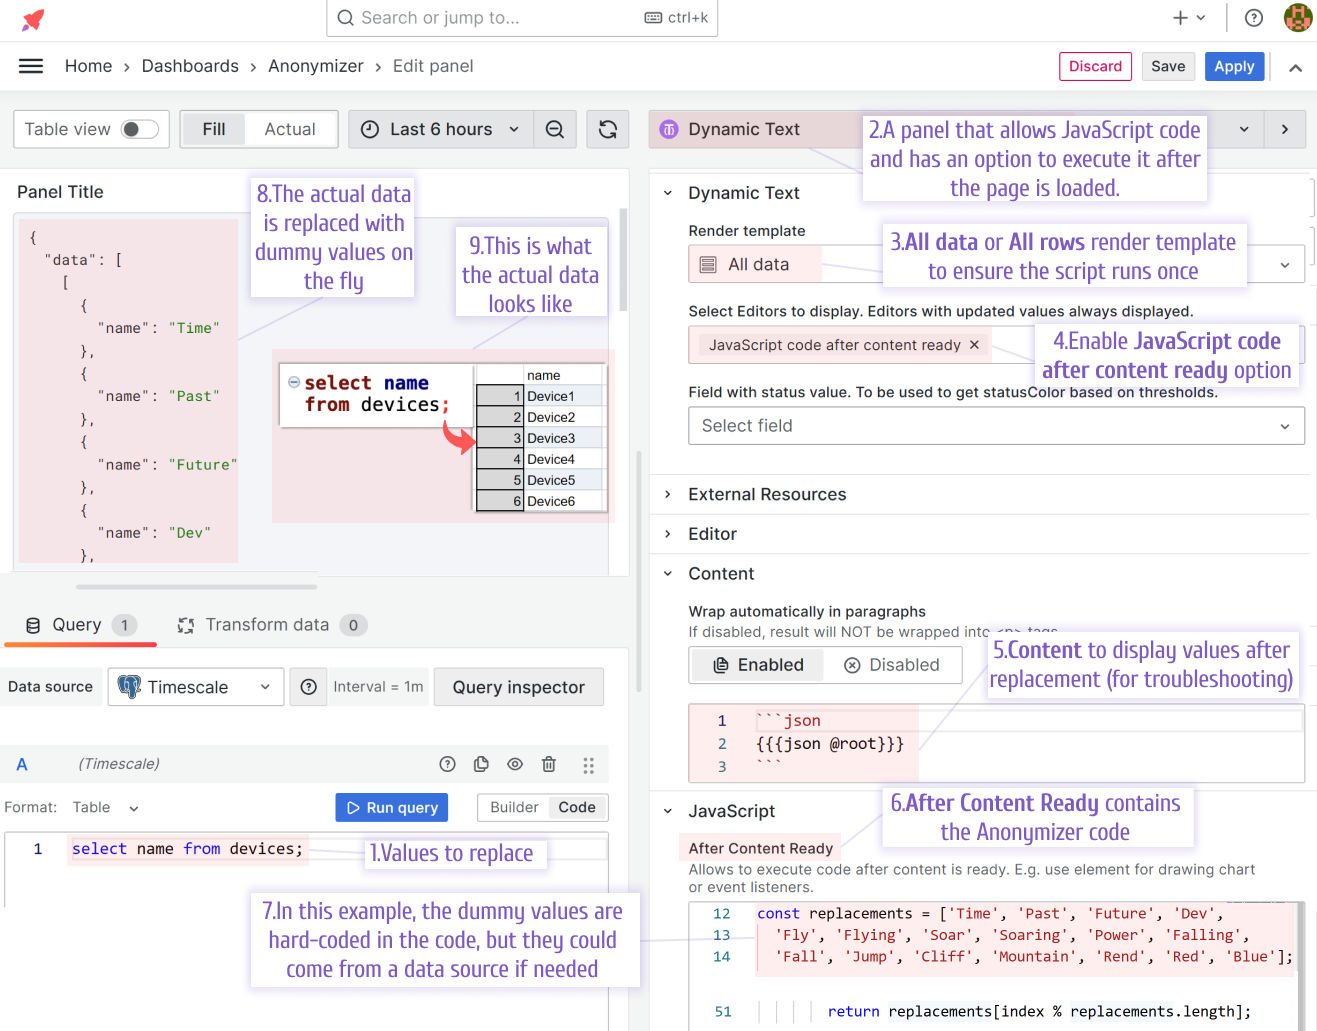 Search or jump to...
ctrl+k
Home › Dashboards › Anonymizer › Edit panel
Discard
Save
Apply
Table view
Fill
Actual
Last 6 hours
Dynamic Text
2.A panel that allows JavaScript code
and has an option to execute it after
the page is loaded.
Panel Title
8.The actual data
is replaced with
dummy values on
the fly
9.This is what
the actual data
looks like
{
"data": [
[
{
"name": "Time"
},
{
"name": "Past"
},
{
"name": "Future"
},
{
"name": "Dev"
},
select name
from devices;
name
1 Device1
2 Device2
3 Device3
4 Device4
5 Device5
6 Device6
Dynamic Text
Render template
All data
3.All data or All rows render template
to ensure the script runs once
Select Editors to display. Editors with updated values always displayed.
JavaScript code after content ready ×
4.Enable JavaScript code
after content ready option
Field with status value. To be used to get statusColor based on thresholds.
Select field
External Resources
Editor
Content
Wrap automatically in paragraphs
If disabled, result will NOT be wrapped into <p> tags
Enabled
Disabled
5.Content to display values after
replacement (for troubleshooting)
1 ```json
2 {{{json @root}}}
3 ```
JavaScript
6.After Content Ready contains
the Anonymizer code
After Content Ready
Allows to execute code after content is ready. E.g. use element for drawing chart
or event listeners.
12 const replacements = ['Time', 'Past', 'Future', 'Dev',
13 'Fly', 'Flying', 'Soar', 'Soaring', 'Power', 'Falling',
14 'Fall', 'Jump', 'Cliff', 'Mountain', 'Rend', 'Red', 'Blue'];
51 return replacements[index % replacements.length];
Query 1
Transform data 0
Data source
Timescale
Interval = 1m
Query inspector
A
(Timescale)
Format: Table
Run query
Builder
Code
1 select name from devices;
1.Values to replace
7.In this example, the dummy values are
hard-coded in the code, but they could
come from a data source if needed